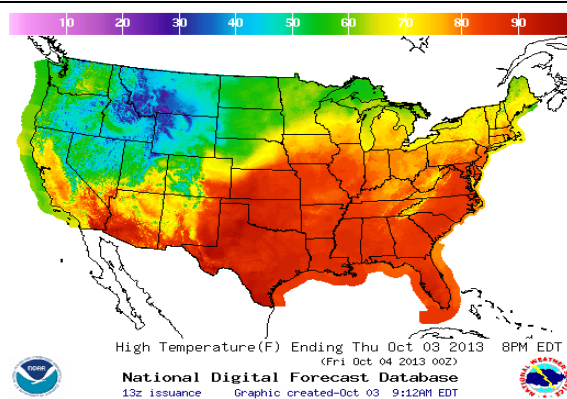 10 20 30 40 50 60 70 80 90
High Temperature(F) Ending Thu Oct 03 2013 8PM EDT
(Fri Oct 04 2013 00Z)
National Digital Forecast Database
13z issuance Graphic created-Oct 03 9:12AM EDT
noaa